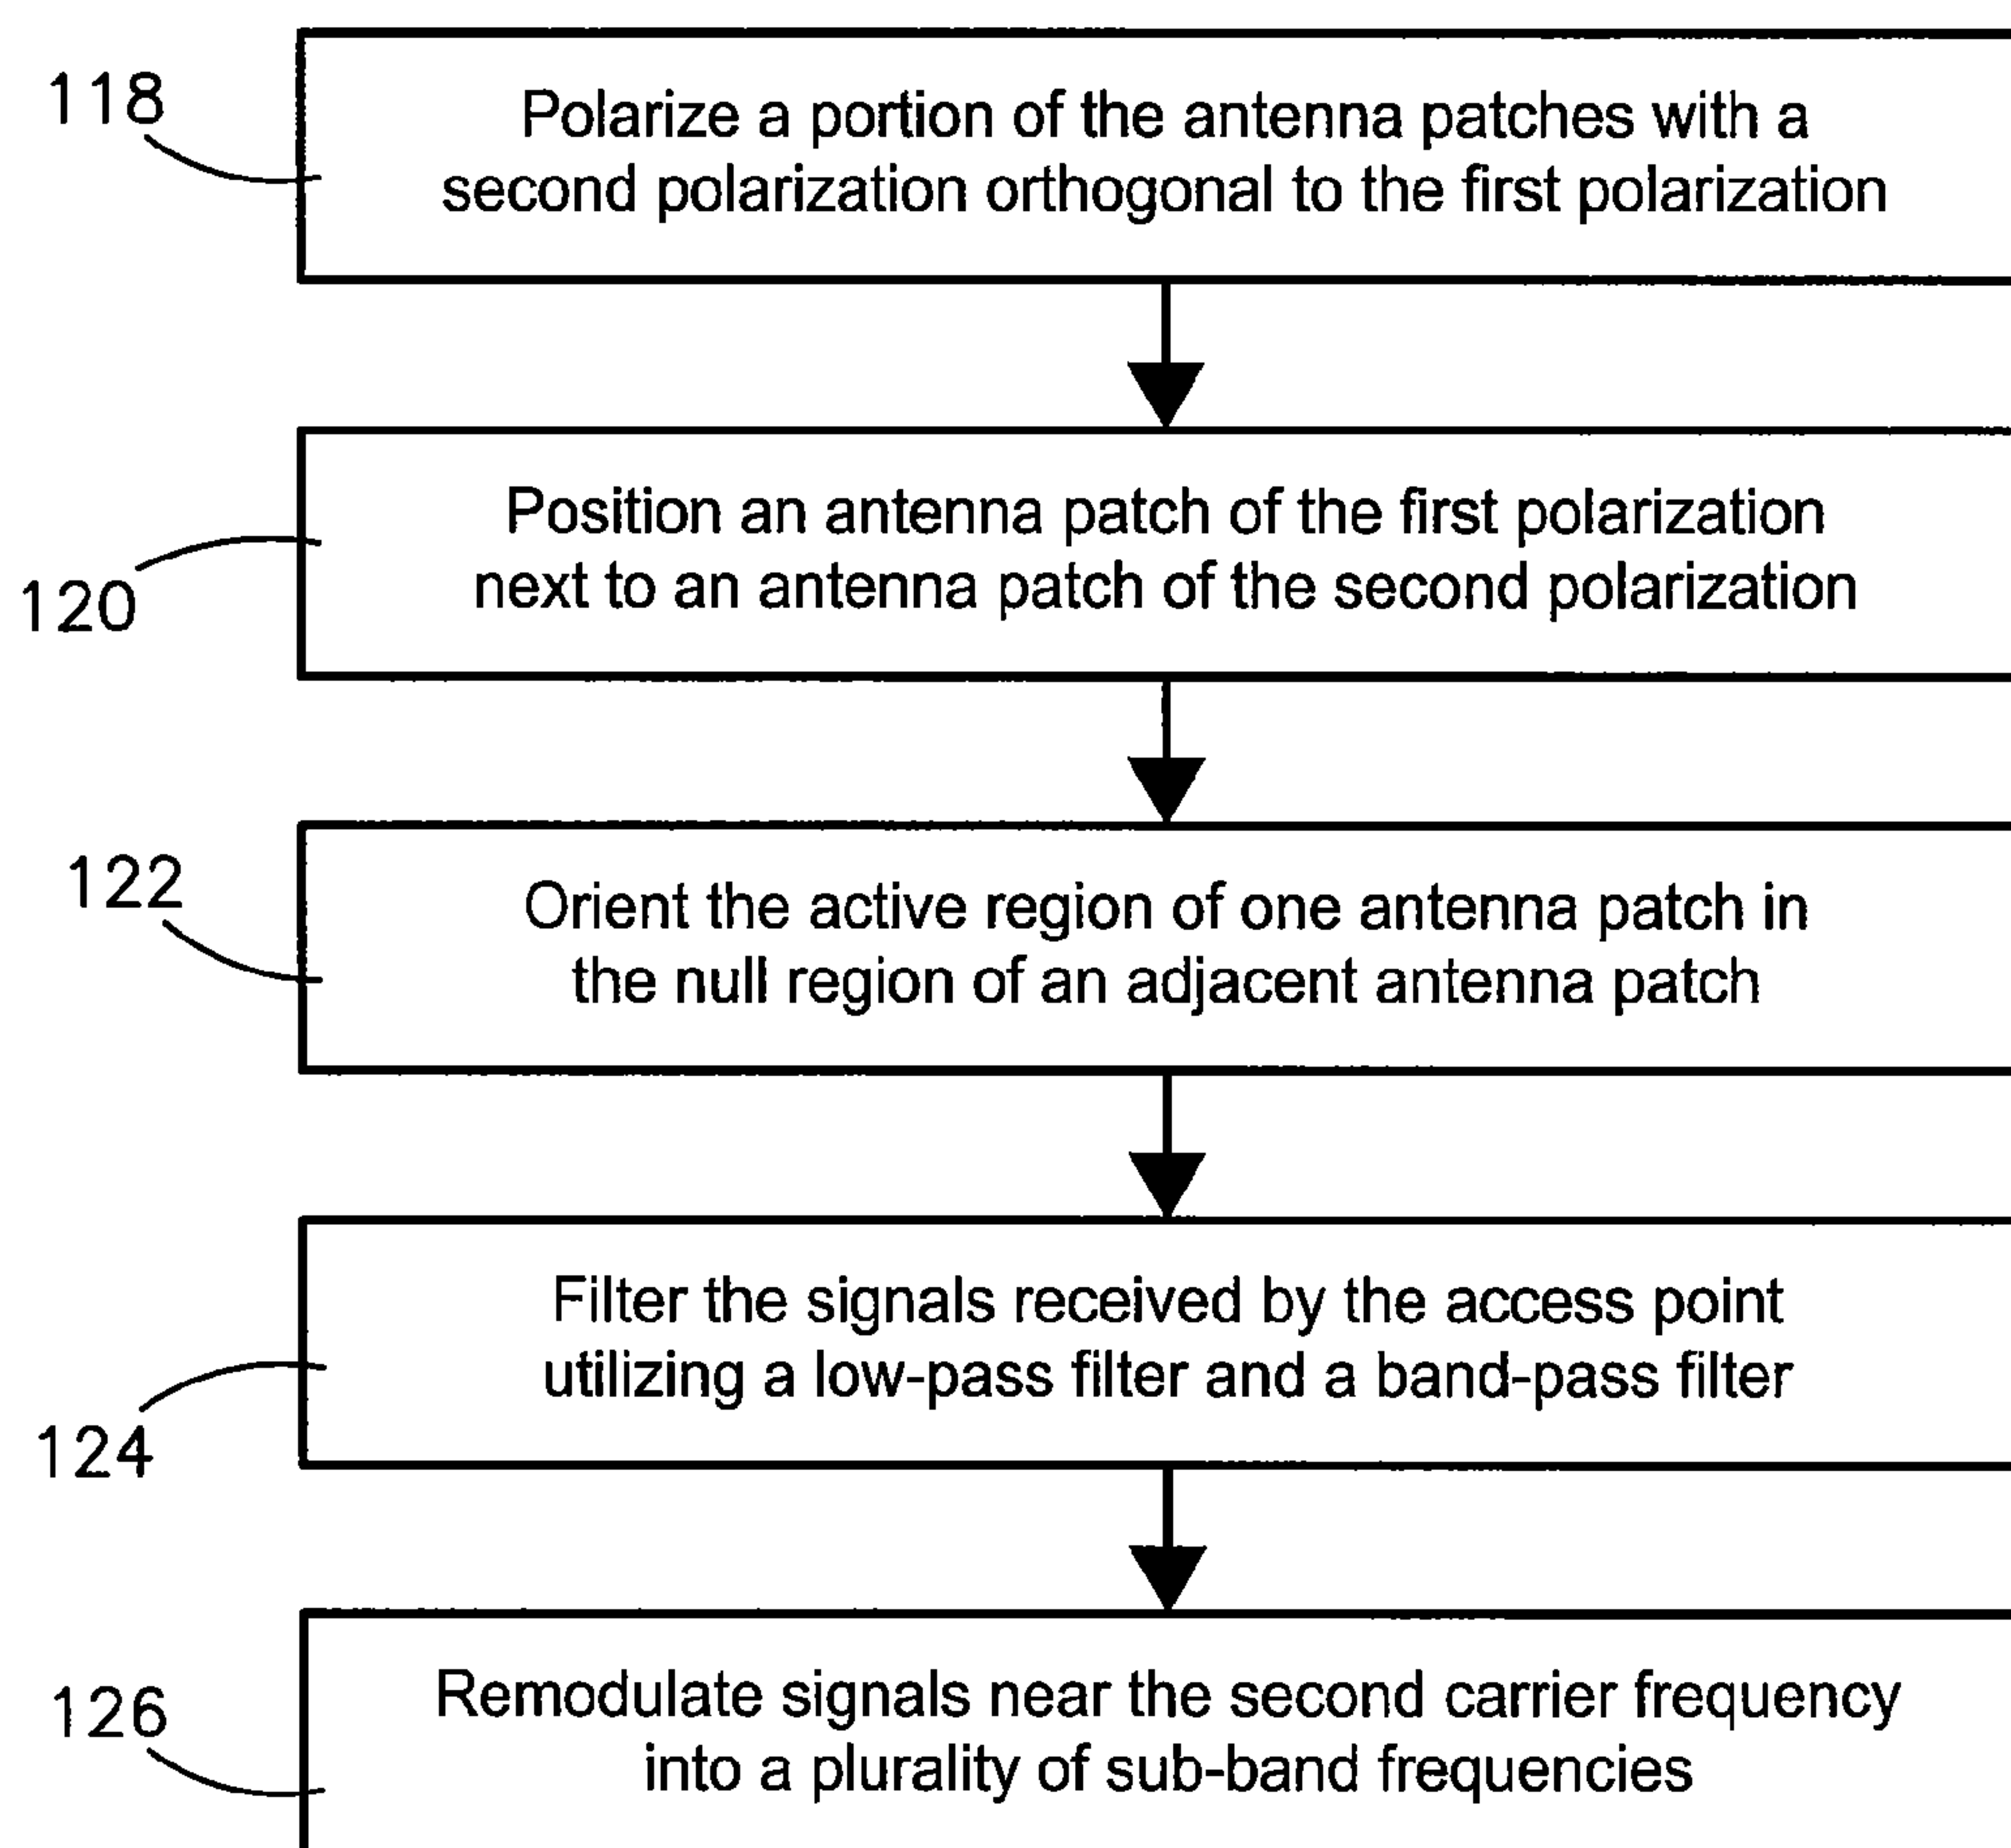 118
Polarize a portion of the antenna patches with a
second polarization orthogonal to the first polarization
120
Position an antenna patch of the first polarization
next to an antenna patch of the second polarization
122
Orient the active region of one antenna patch in
the null region of an adjacent antenna patch
124
Filter the signals received by the access point
utilizing a low-pass filter and a band-pass filter
126
Remodulate signals near the second carrier frequency
into a plurality of sub-band frequencies